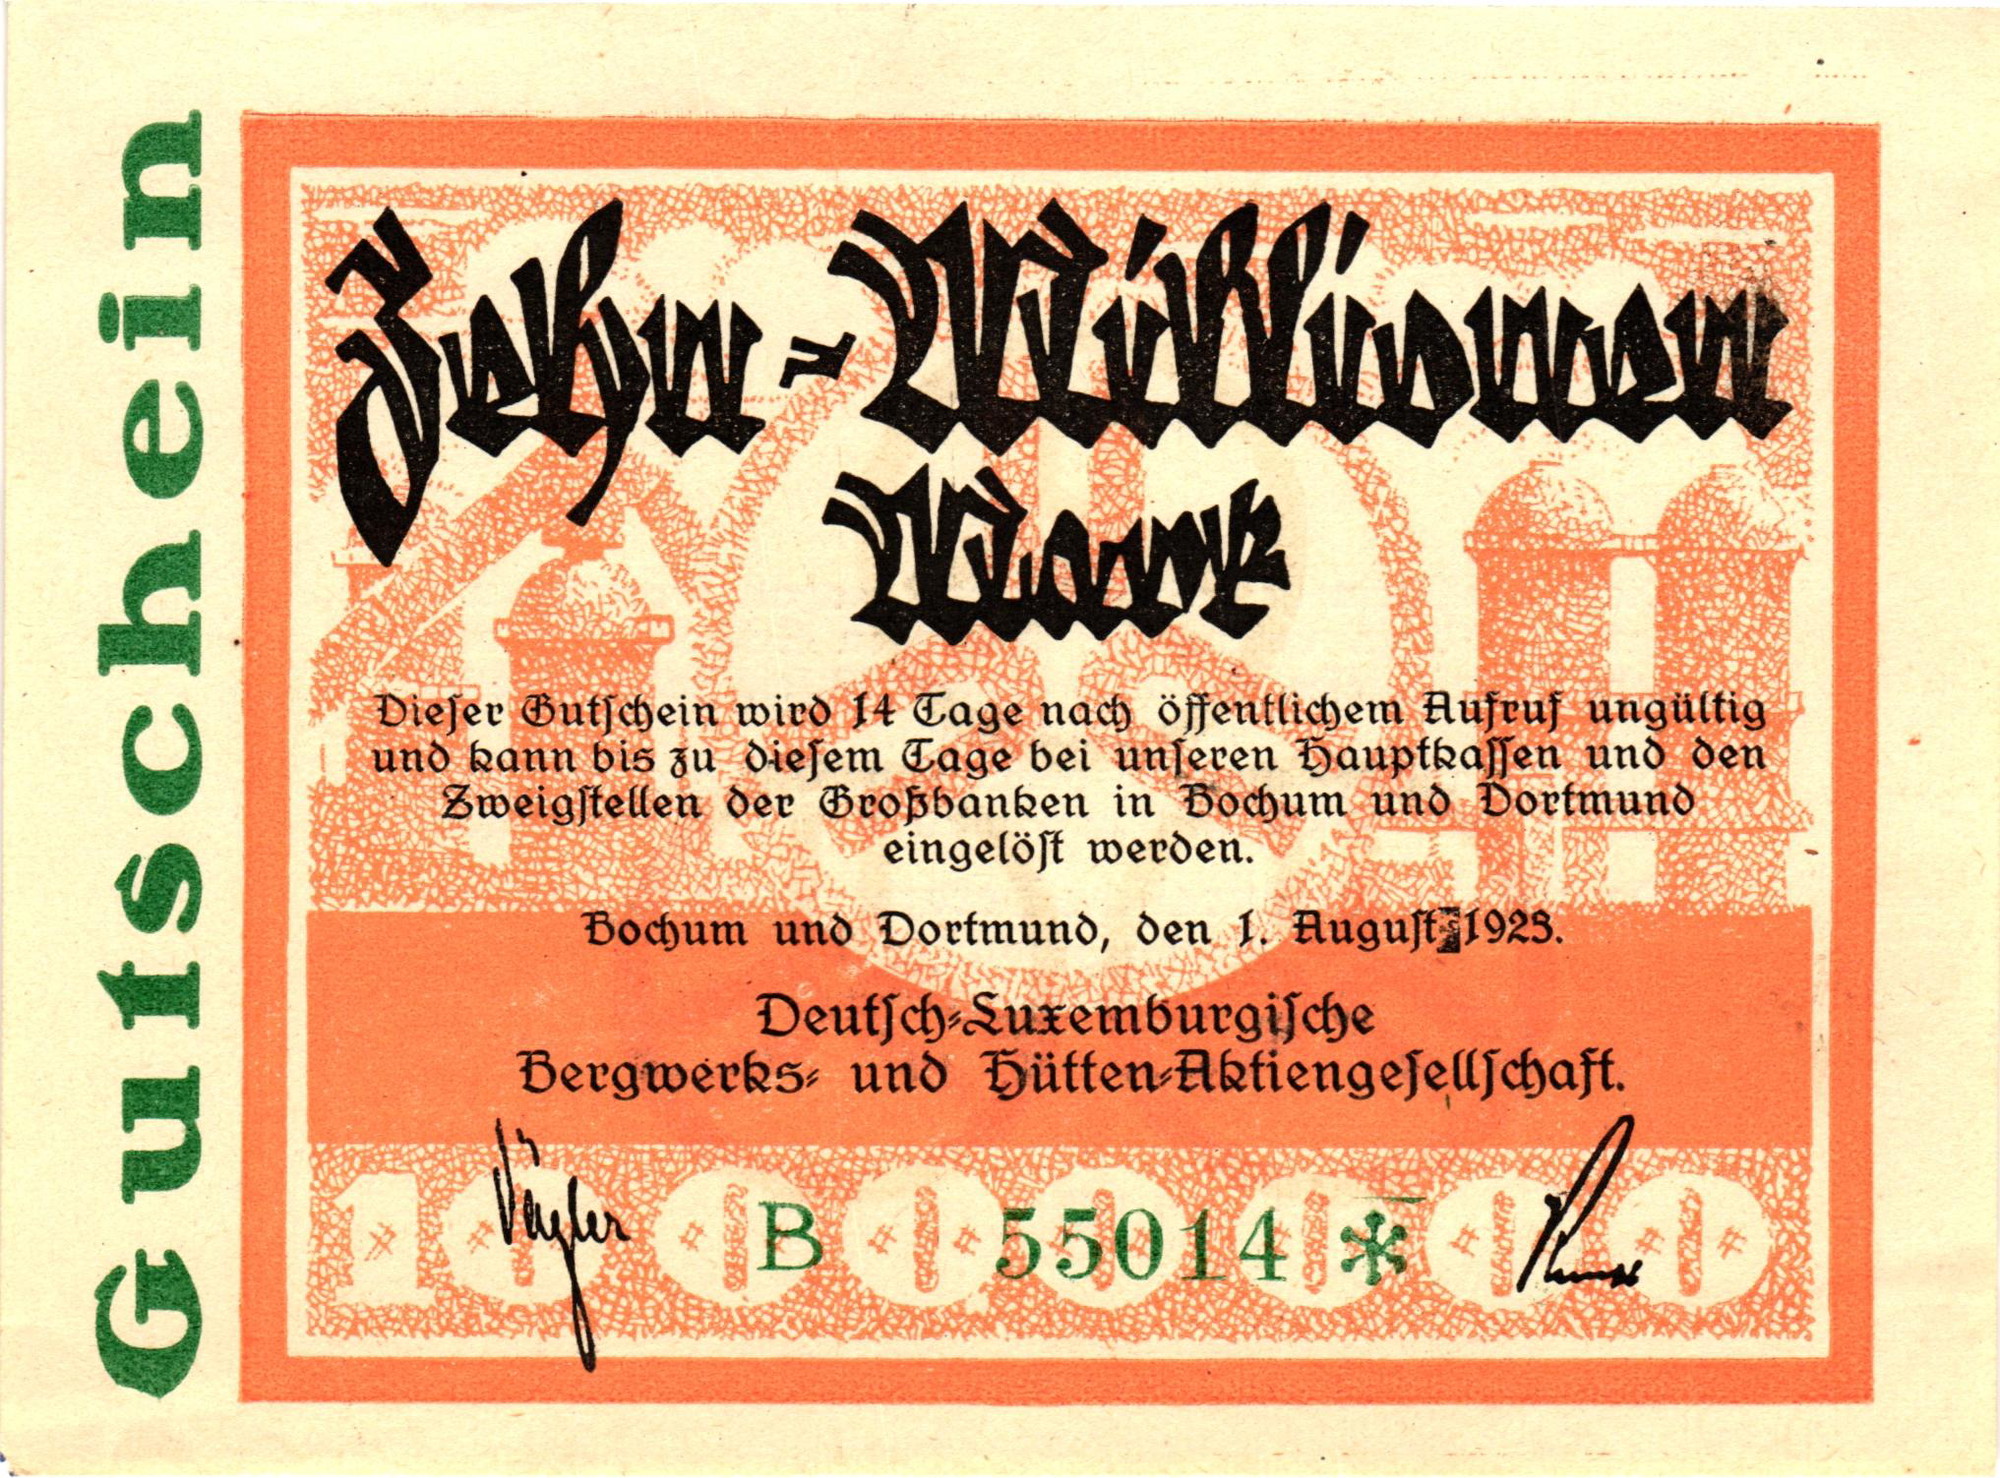 Gutschein
Zehn-Millionen
Mark
Dieser Gutschein wird 14 Tage nach öffentlichem Aufruf ungültig
und kann bis zu diesem Tage bei unseren Hauptkassen und den
Zweigstellen der Großbanken in Bochum und Dortmund
eingelöst werden.
Bochum und Dortmund, den 1. August 1923.
Deutsch-Luxemburgische
Bergwerks- und Hütten-Aktiengesellschaft.
Vögler
10000000
B 55014 *